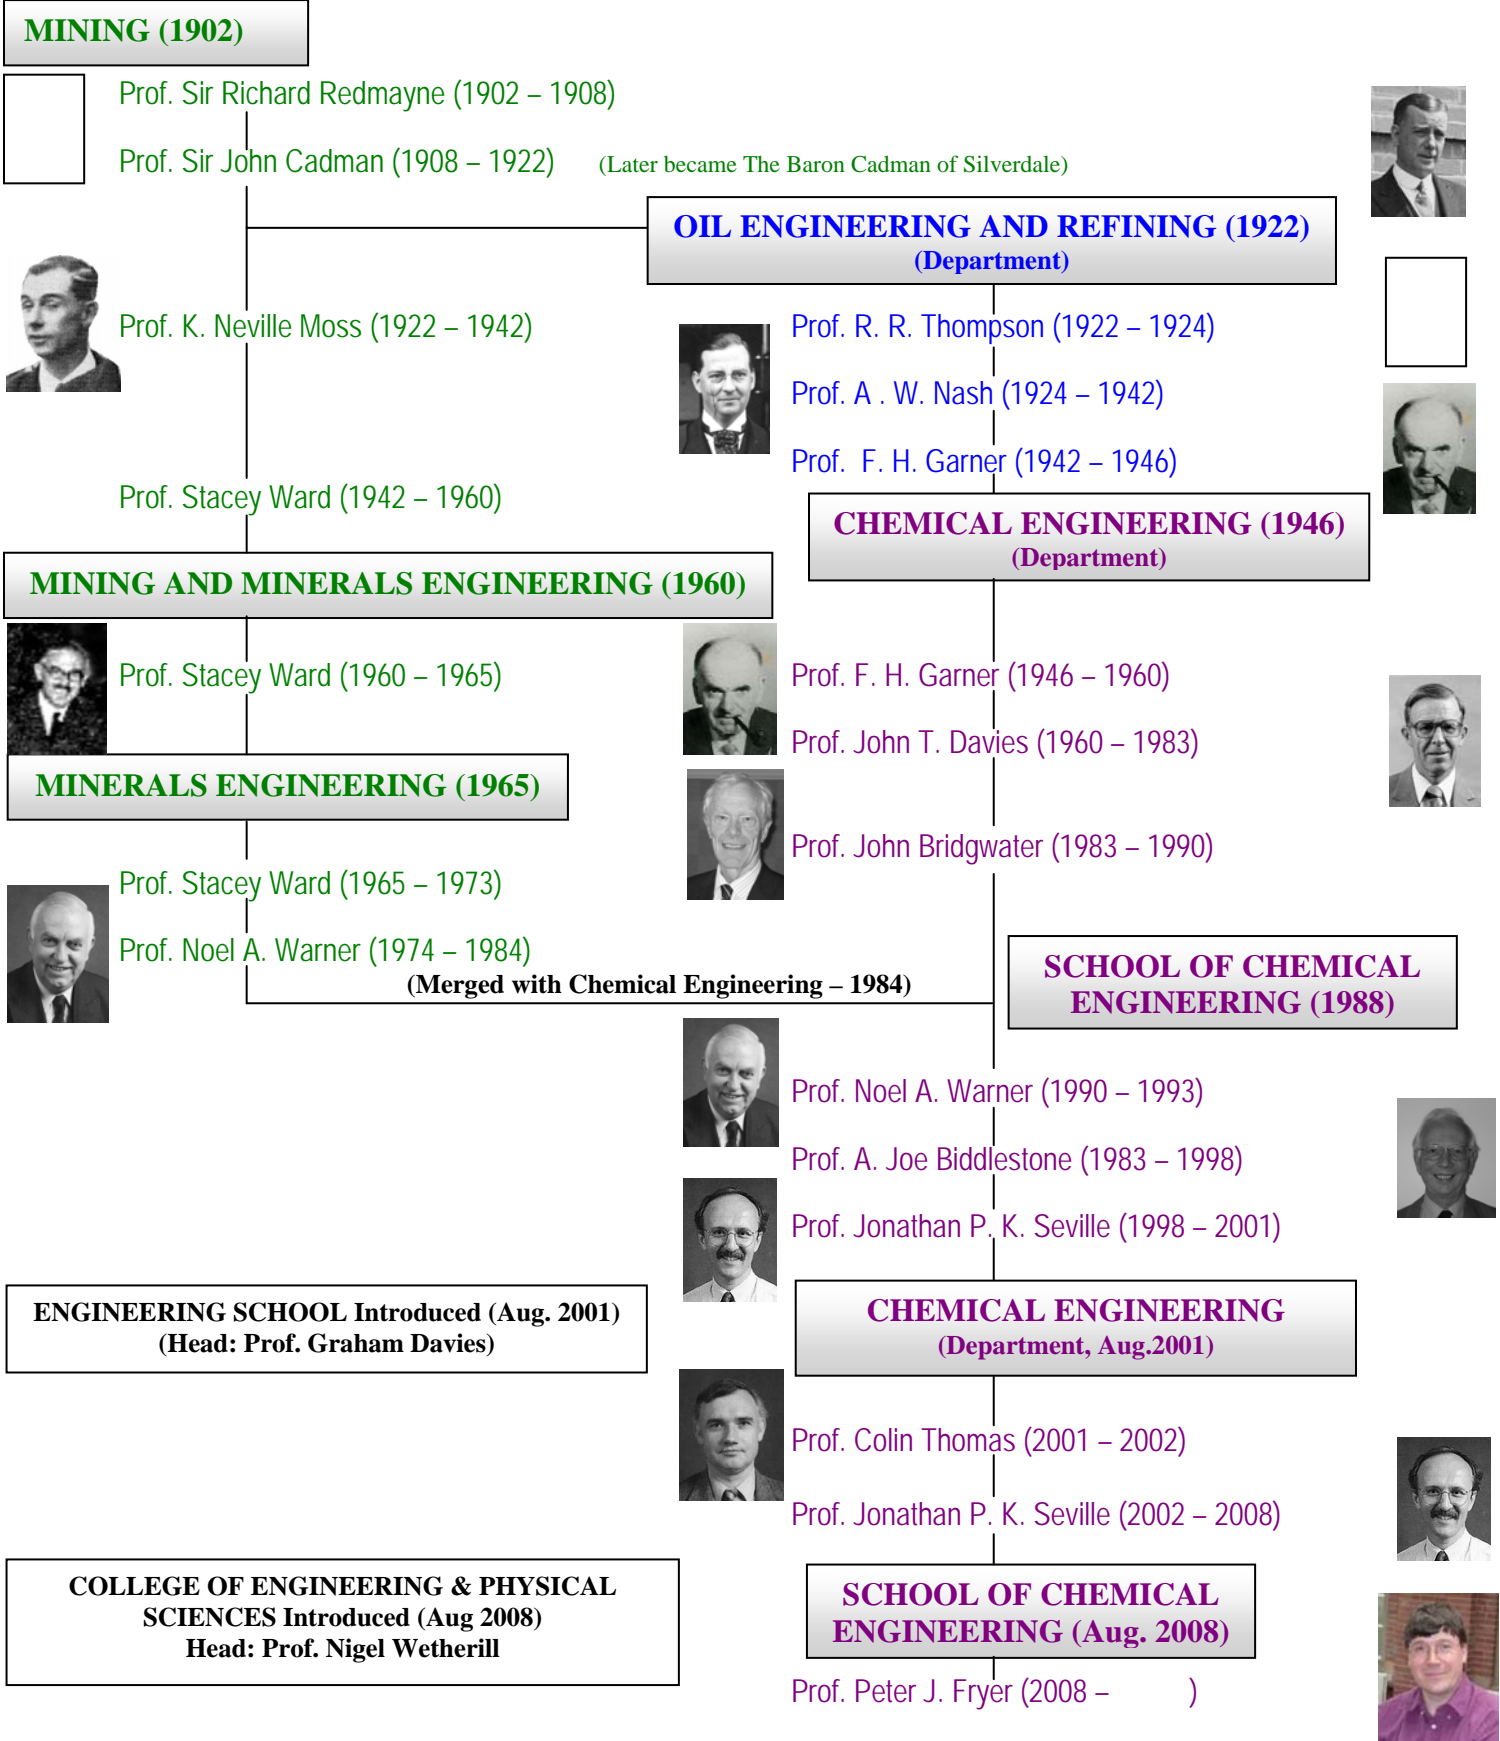 MINING (1902)
Prof. Sir Richard Redmayne (1902 – 1908)
Prof. Sir John Cadman (1908 – 1922)
(Later became The Baron Cadman of Silverdale)
OIL ENGINEERING AND REFINING (1922)
(Department)
Prof. K. Neville Moss (1922 – 1942)
Prof. R. R. Thompson (1922 – 1924)
Prof. A . W. Nash (1924 – 1942)
Prof. F. H. Garner (1942 – 1946)
Prof. Stacey Ward (1942 – 1960)
CHEMICAL ENGINEERING (1946)
(Department)
MINING AND MINERALS ENGINEERING (1960)
Prof. Stacey Ward (1960 – 1965)
Prof. F. H. Garner (1946 – 1960)
Prof. John T. Davies (1960 – 1983)
MINERALS ENGINEERING (1965)
Prof. John Bridgwater (1983 – 1990)
Prof. Stacey Ward (1965 – 1973)
Prof. Noel A. Warner (1974 – 1984)
(Merged with Chemical Engineering – 1984)
SCHOOL OF CHEMICAL
ENGINEERING (1988)
Prof. Noel A. Warner (1990 – 1993)
Prof. A. Joe Biddlestone (1983 – 1998)
Prof. Jonathan P. K. Seville (1998 – 2001)
ENGINEERING SCHOOL Introduced (Aug. 2001)
(Head: Prof. Graham Davies)
CHEMICAL ENGINEERING
(Department, Aug.2001)
Prof. Colin Thomas (2001 – 2002)
Prof. Jonathan P. K. Seville (2002 – 2008)
COLLEGE OF ENGINEERING & PHYSICAL
SCIENCES Introduced (Aug 2008)
Head: Prof. Nigel Wetherill
SCHOOL OF CHEMICAL
ENGINEERING (Aug. 2008)
Prof. Peter J. Fryer (2008 – )